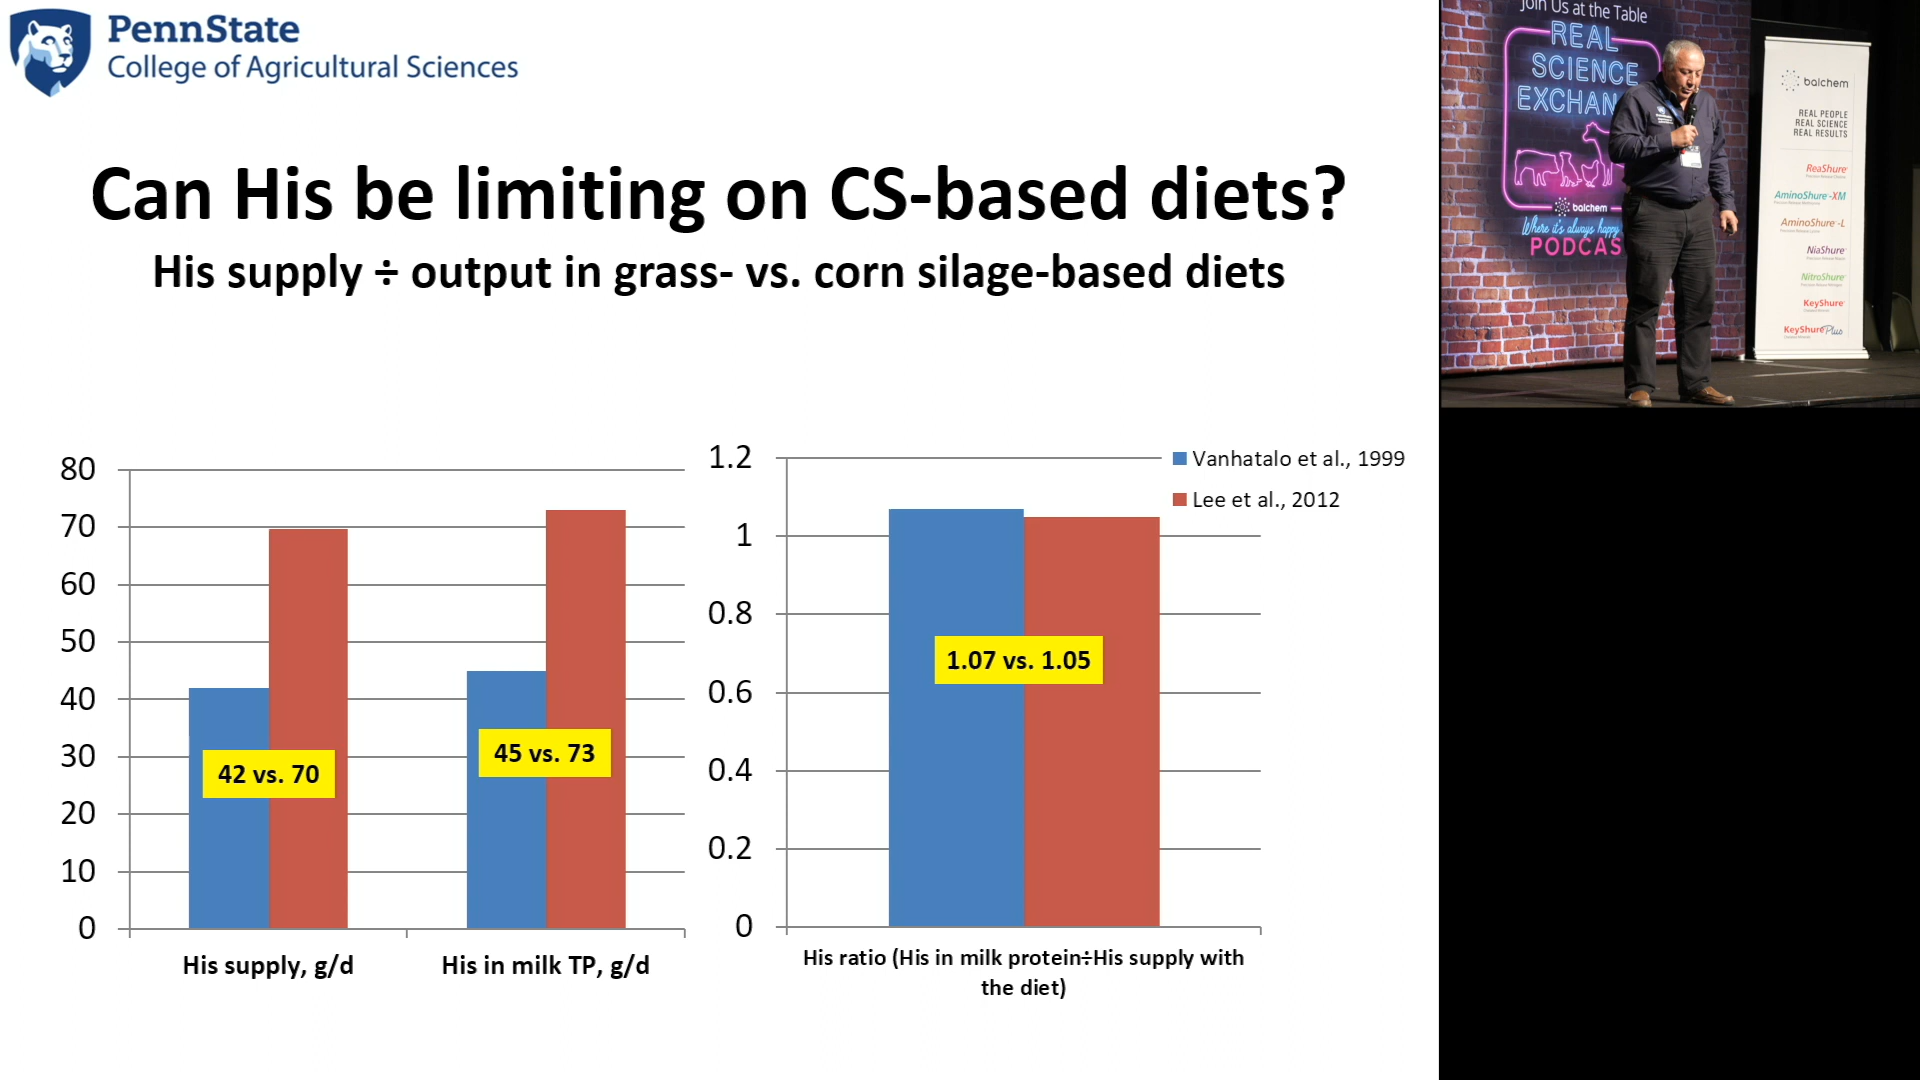 PennState
College of Agricultural Sciences
Can His be limiting on CS-based diets?
His supply ÷ output in grass- vs. corn silage-based diets
80
70
60
50
40
30
20
10
0
42 vs. 70
45 vs. 73
His supply, g/d
His in milk TP, g/d
1.2
1
0.8
0.6
0.4
0.2
0
1.07 vs. 1.05
His ratio (His in milk protein÷His supply with
the diet)
Vanhatalo et al., 1999
Lee et al., 2012
Join Us at the Table
REAL
SCIENCE
EXCHAN
balchem
Where it's always happy
PODCAS
balchem
REAL PEOPLE
REAL SCIENCE
REAL RESULTS
ReaShure
AminoShure-XM
AminoShure-L
NiaShure
NitroShure
KeyShure
KeyShure Plus